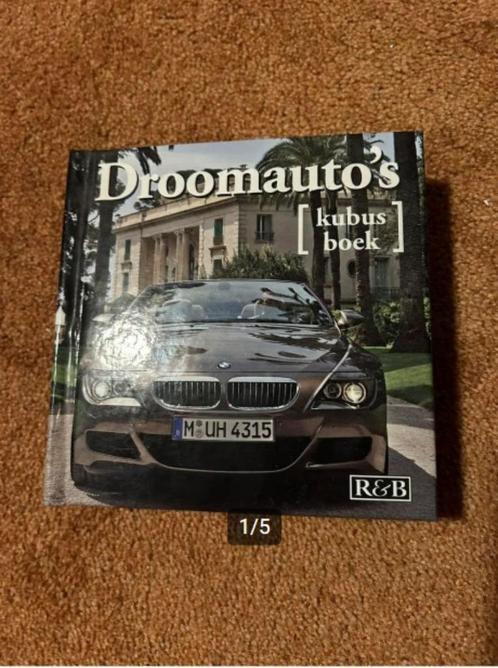 Droomauto's
[kubus
boek]
M UH 4315
R&B
1/5